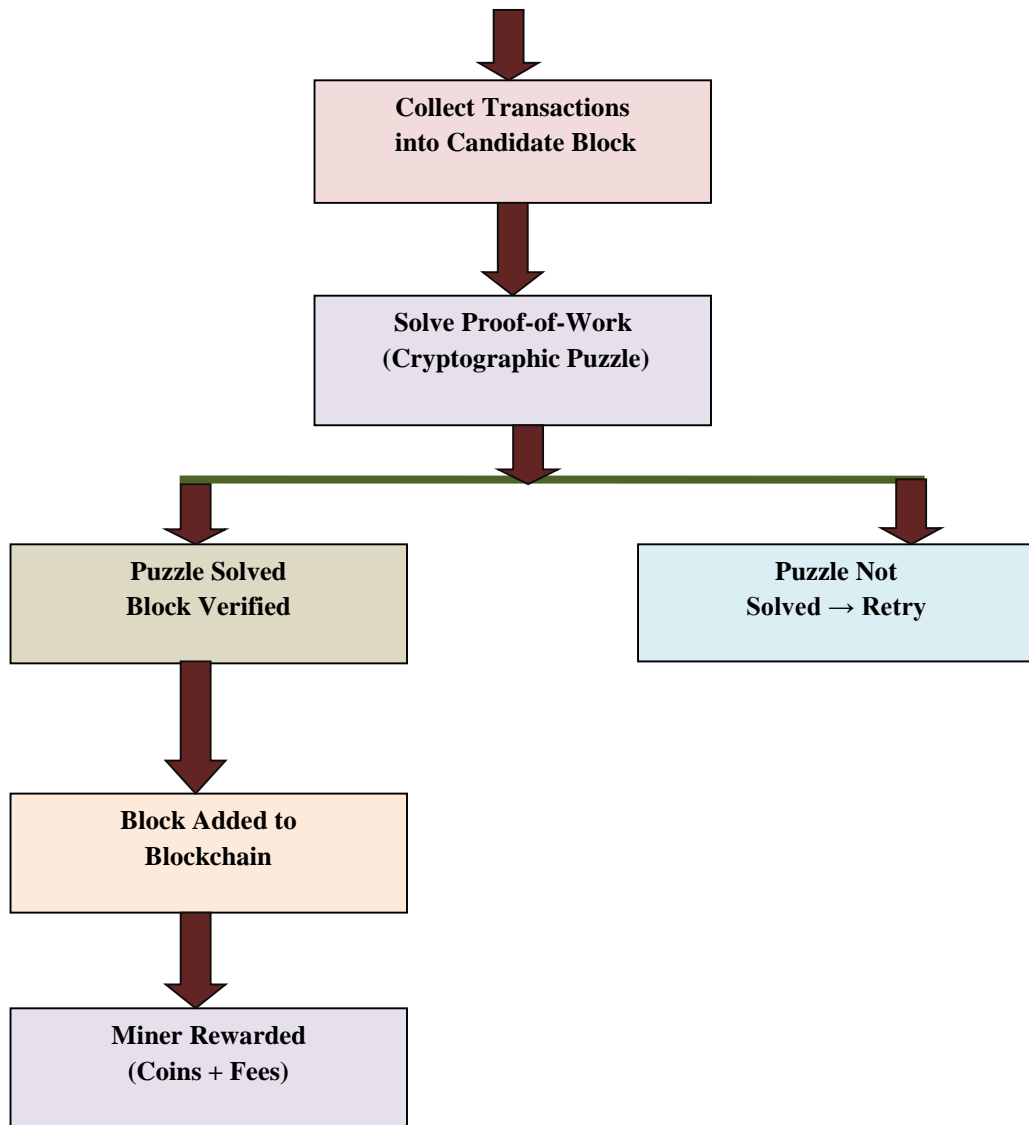 Collect Transactions
into Candidate Block
Solve Proof-of-Work
(Cryptographic Puzzle)
Puzzle Solved
Block Verified
Puzzle Not
Solved → Retry
Block Added to
Blockchain
Miner Rewarded
(Coins + Fees)